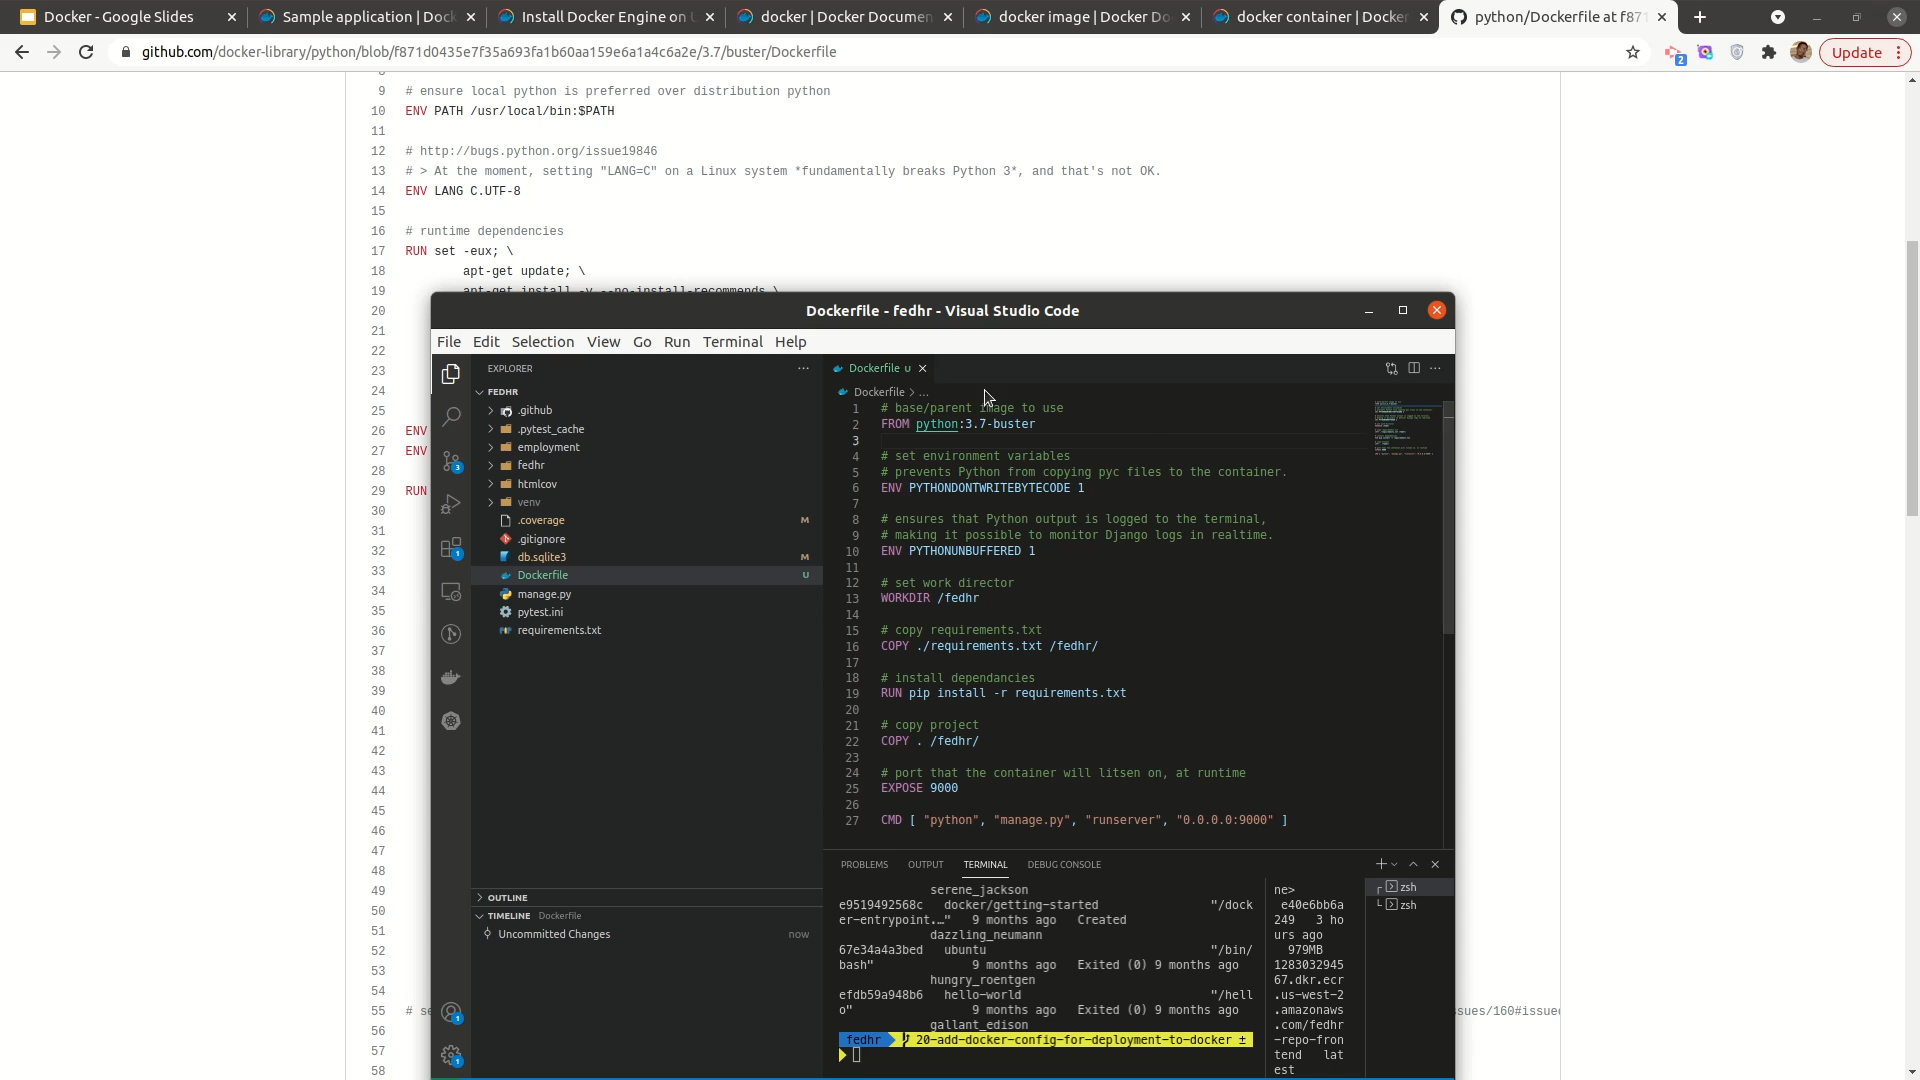 Docker - Google Slides
Sample application | Dock
Install Docker Engine on U
docker | Docker Documen
docker image | Docker Do
docker container | Docker
python/Dockerfile at f871
github.com/docker-library/python/blob/f871d0435e7f35a693fa1b60aa159e6a1a4c6a2e/3.7/buster/Dockerfile
2
Update
9 # ensure local python is preferred over distribution python
10 ENV PATH /usr/local/bin:$PATH
11
12 # http://bugs.python.org/issue19846
13 # > At the moment, setting "LANG=C" on a Linux system *fundamentally breaks Python 3*, and that's not OK.
14 ENV LANG C.UTF-8
15
16 # runtime dependencies
17 RUN set -eux; \
18 apt-get update; \
19 apt-get install -y --no-install-recommends \
20
21
22
23
24
25
26 ENV
27 ENV
28
29 RUN
30
31
32
33
34
35
36
37
38
39
40
41
42
43
44
45
46
47
48
49
50
51
52
53
54
55 # se
sues/160#issuec
56
57
58
Dockerfile - fedhr - Visual Studio Code
File Edit Selection View Go Run Terminal Help
EXPLORER
FEDHR
.github
.pytest_cache
employment
fedhr
htmlcov
venv
.coverage M
.gitignore
db.sqlite3 M
Dockerfile U
manage.py
pytest.ini
requirements.txt
OUTLINE
TIMELINE Dockerfile
Uncommitted Changes now
3
1
1
1
Dockerfile U
Dockerfile > ...
1 # base/parent image to use
2 FROM python:3.7-buster
3
4 # set environment variables
5 # prevents Python from copying pyc files to the container.
6 ENV PYTHONDONTWRITEBYTECODE 1
7
8 # ensures that Python output is logged to the terminal,
9 # making it possible to monitor Django logs in realtime.
10 ENV PYTHONUNBUFFERED 1
11
12 # set work director
13 WORKDIR /fedhr
14
15 # copy requirements.txt
16 COPY ./requirements.txt /fedhr/
17
18 # install dependancies
19 RUN pip install -r requirements.txt
20
21 # copy project
22 COPY . /fedhr/
23
24 # port that the container will litsen on, at runtime
25 EXPOSE 9000
26
27 CMD [ "python", "manage.py", "runserver", "0.0.0.0:9000" ]
PROBLEMS OUTPUT TERMINAL DEBUG CONSOLE
serene_jackson
e9519492568c docker/getting-started "/dock
er-entrypoint.…" 9 months ago Created
dazzling_neumann
67e34a4a3bed ubuntu "/bin/
bash" 9 months ago Exited (0) 9 months ago
hungry_roentgen
efdb59a948b6 hello-world "/hell
o" 9 months ago Exited (0) 9 months ago
gallant_edison
fedhr 20-add-docker-config-for-deployment-to-docker ±
ne>
e40e6bb6a
249 3 ho
urs ago
979MB
1283032945
67.dkr.ecr
.us-west-2
.amazonaws
.com/fedhr
-repo-fron
tend lat
est
zsh
zsh